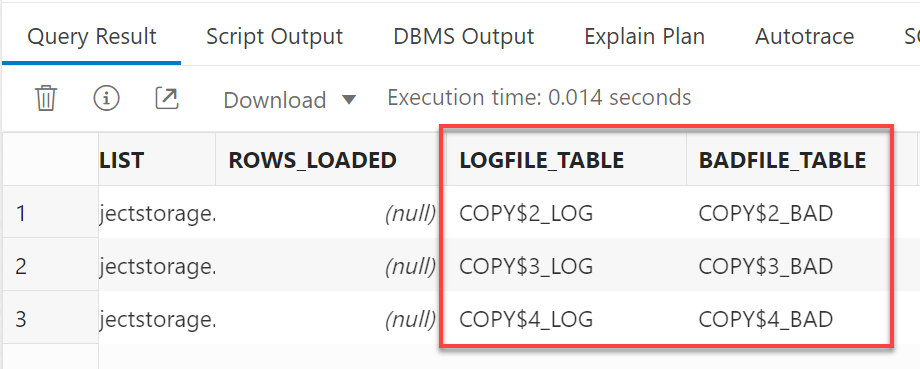 Query Result Script Output DBMS Output Explain Plan Autotrace SC
Download Execution time: 0.014 seconds
LIST ROWS_LOADED LOGFILE_TABLE BADFILE_TABLE
1 jectstorage. (null) COPY$2_LOG COPY$2_BAD
2 jectstorage. (null) COPY$3_LOG COPY$3_BAD
3 jectstorage. (null) COPY$4_LOG COPY$4_BAD